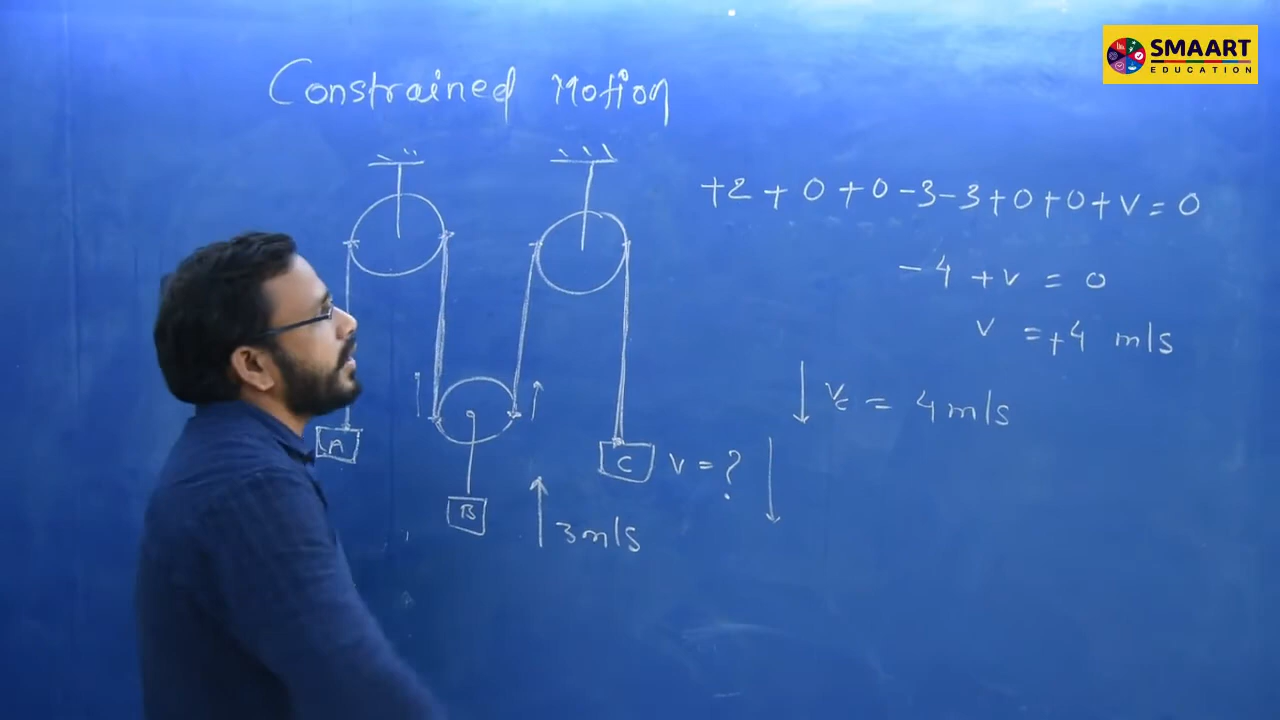 SMAART
EDUCATION
Constrained Motion
+2 + 0 + 0 - 3 - 3 + 0 + 0 + V = 0
- 4 + v = 0
v = +4 m/s
Vc = 4 m/s
A
C V = ?
B
3 m/s